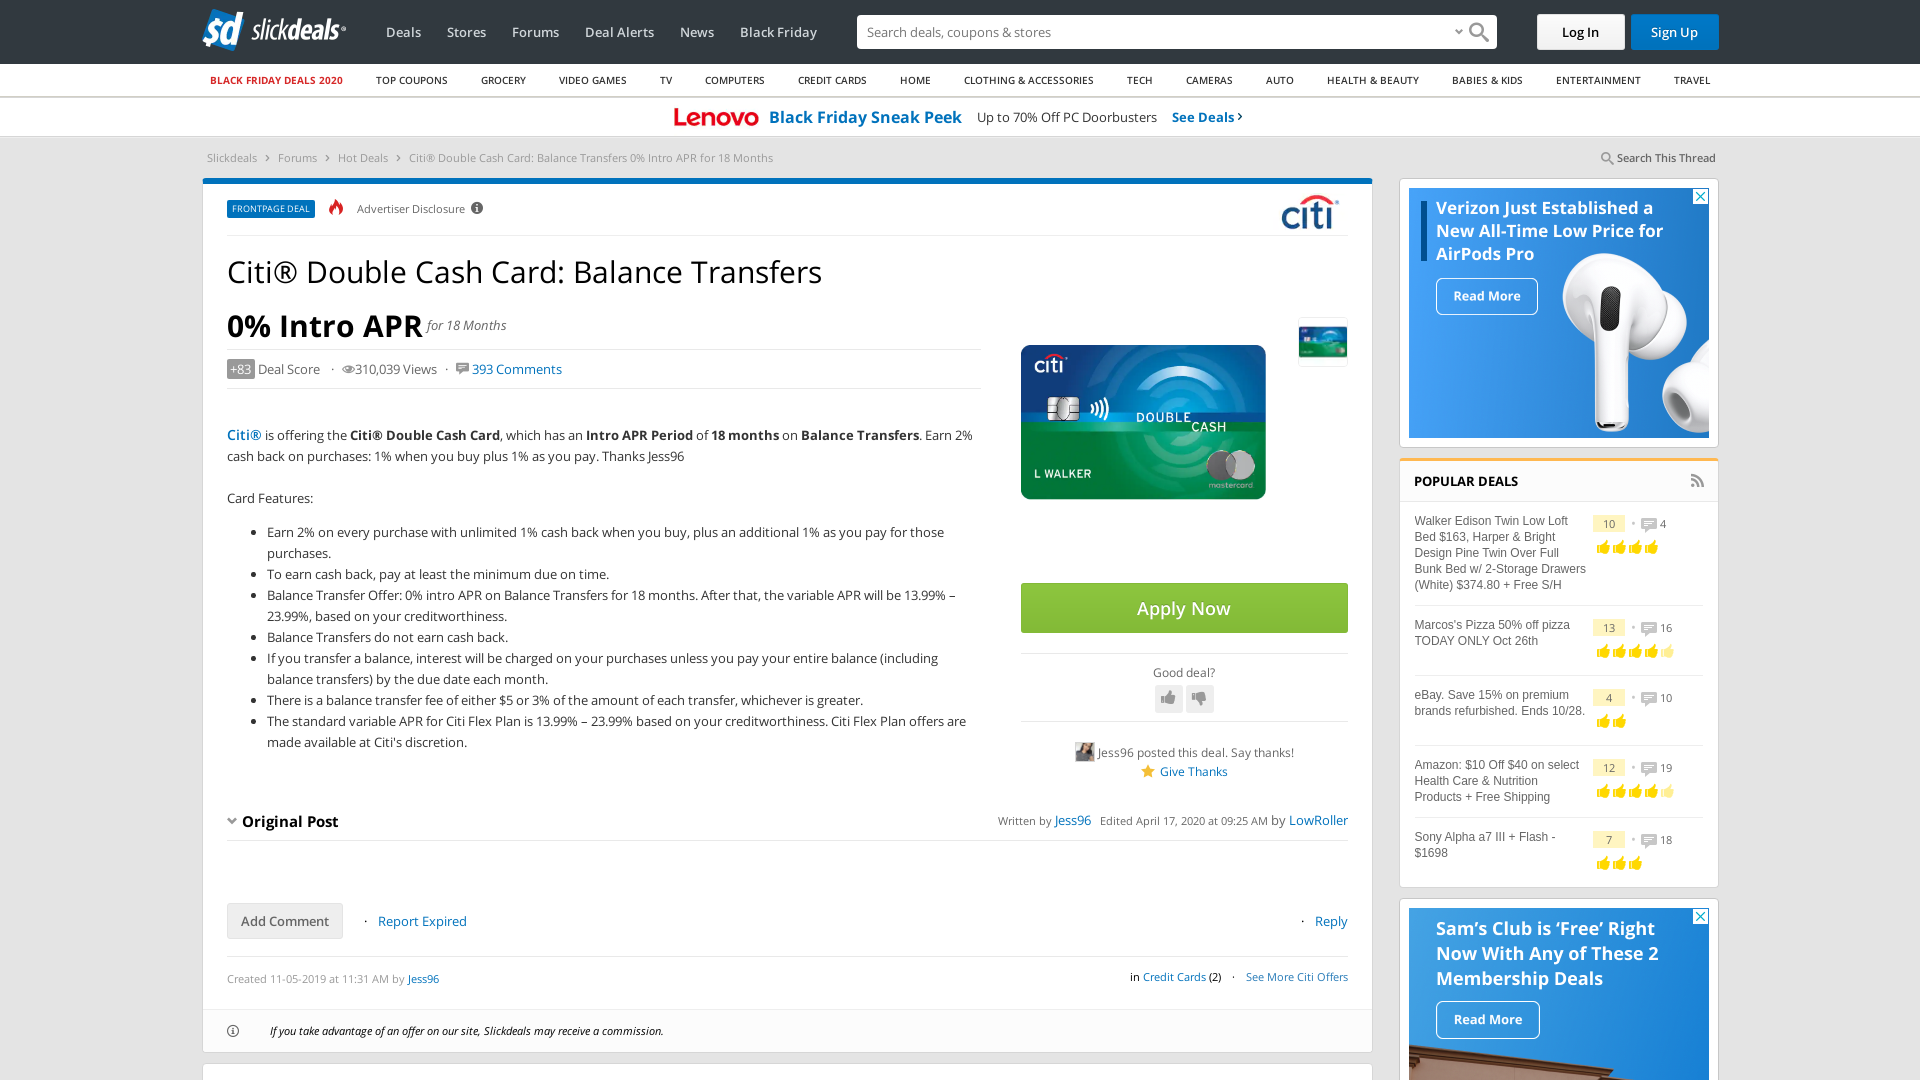 slickdeals
Deals
Stores
Forums
Deal Alerts
News
Black Friday
Search deals, coupons & stores
Log In
Sign Up
BLACK FRIDAY DEALS 2020
TOP COUPONS
GROCERY
VIDEO GAMES
TV
COMPUTERS
CREDIT CARDS
HOME
CLOTHING & ACCESSORIES
TECH
CAMERAS
AUTO
HEALTH & BEAUTY
BABIES & KIDS
ENTERTAINMENT
TRAVEL
Lenovo Black Friday Sneak Peek Up to 70% Off PC Doorbusters See Deals ›
Slickdeals › Forums › Hot Deals › Citi® Double Cash Card: Balance Transfers 0% Intro APR for 18 Months
Search This Thread
FRONTPAGE DEAL
Advertiser Disclosure
citi®
Citi® Double Cash Card: Balance Transfers
0% Intro APR for 18 Months
+83 Deal Score · 310,039 Views · 393 Comments
Citi® is offering the Citi® Double Cash Card, which has an Intro APR Period of 18 months on Balance Transfers. Earn 2%
cash back on purchases: 1% when you buy plus 1% as you pay. Thanks Jess96
Card Features:
• Earn 2% on every purchase with unlimited 1% cash back when you buy, plus an additional 1% as you pay for those
purchases.
• To earn cash back, pay at least the minimum due on time.
• Balance Transfer Offer: 0% intro APR on Balance Transfers for 18 months. After that, the variable APR will be 13.99% –
23.99%, based on your creditworthiness.
• Balance Transfers do not earn cash back.
• If you transfer a balance, interest will be charged on your purchases unless you pay your entire balance (including
balance transfers) by the due date each month.
• There is a balance transfer fee of either $5 or 3% of the amount of each transfer, whichever is greater.
• The standard variable APR for Citi Flex Plan is 13.99% – 23.99% based on your creditworthiness. Citi Flex Plan offers are
made available at Citi's discretion.
citi®
DOUBLE
CASH
L WALKER
mastercard
Apply Now
Good deal?
Jess96 posted this deal. Say thanks!
Give Thanks
Original Post
Written by Jess96 Edited April 17, 2020 at 09:25 AM by LowRoller
Add Comment
· Report Expired
· Reply
Created 11-05-2019 at 11:31 AM by Jess96
in Credit Cards (2) · See More Citi Offers
If you take advantage of an offer on our site, Slickdeals may receive a commission.
Verizon Just Established a
New All-Time Low Price for
AirPods Pro
Read More
POPULAR DEALS
Walker Edison Twin Low Loft
Bed $163, Harper & Bright
Design Pine Twin Over Full
Bunk Bed w/ 2-Storage Drawers
(White) $374.80 + Free S/H
10 • 4
Marcos's Pizza 50% off pizza
TODAY ONLY Oct 26th
13 • 16
eBay. Save 15% on premium
brands refurbished. Ends 10/28.
4 • 10
Amazon: $10 Off $40 on select
Health Care & Nutrition
Products + Free Shipping
12 • 19
Sony Alpha a7 III + Flash -
$1698
7 • 18
Sam's Club is ‘Free’ Right
Now With Any of These 2
Membership Deals
Read More